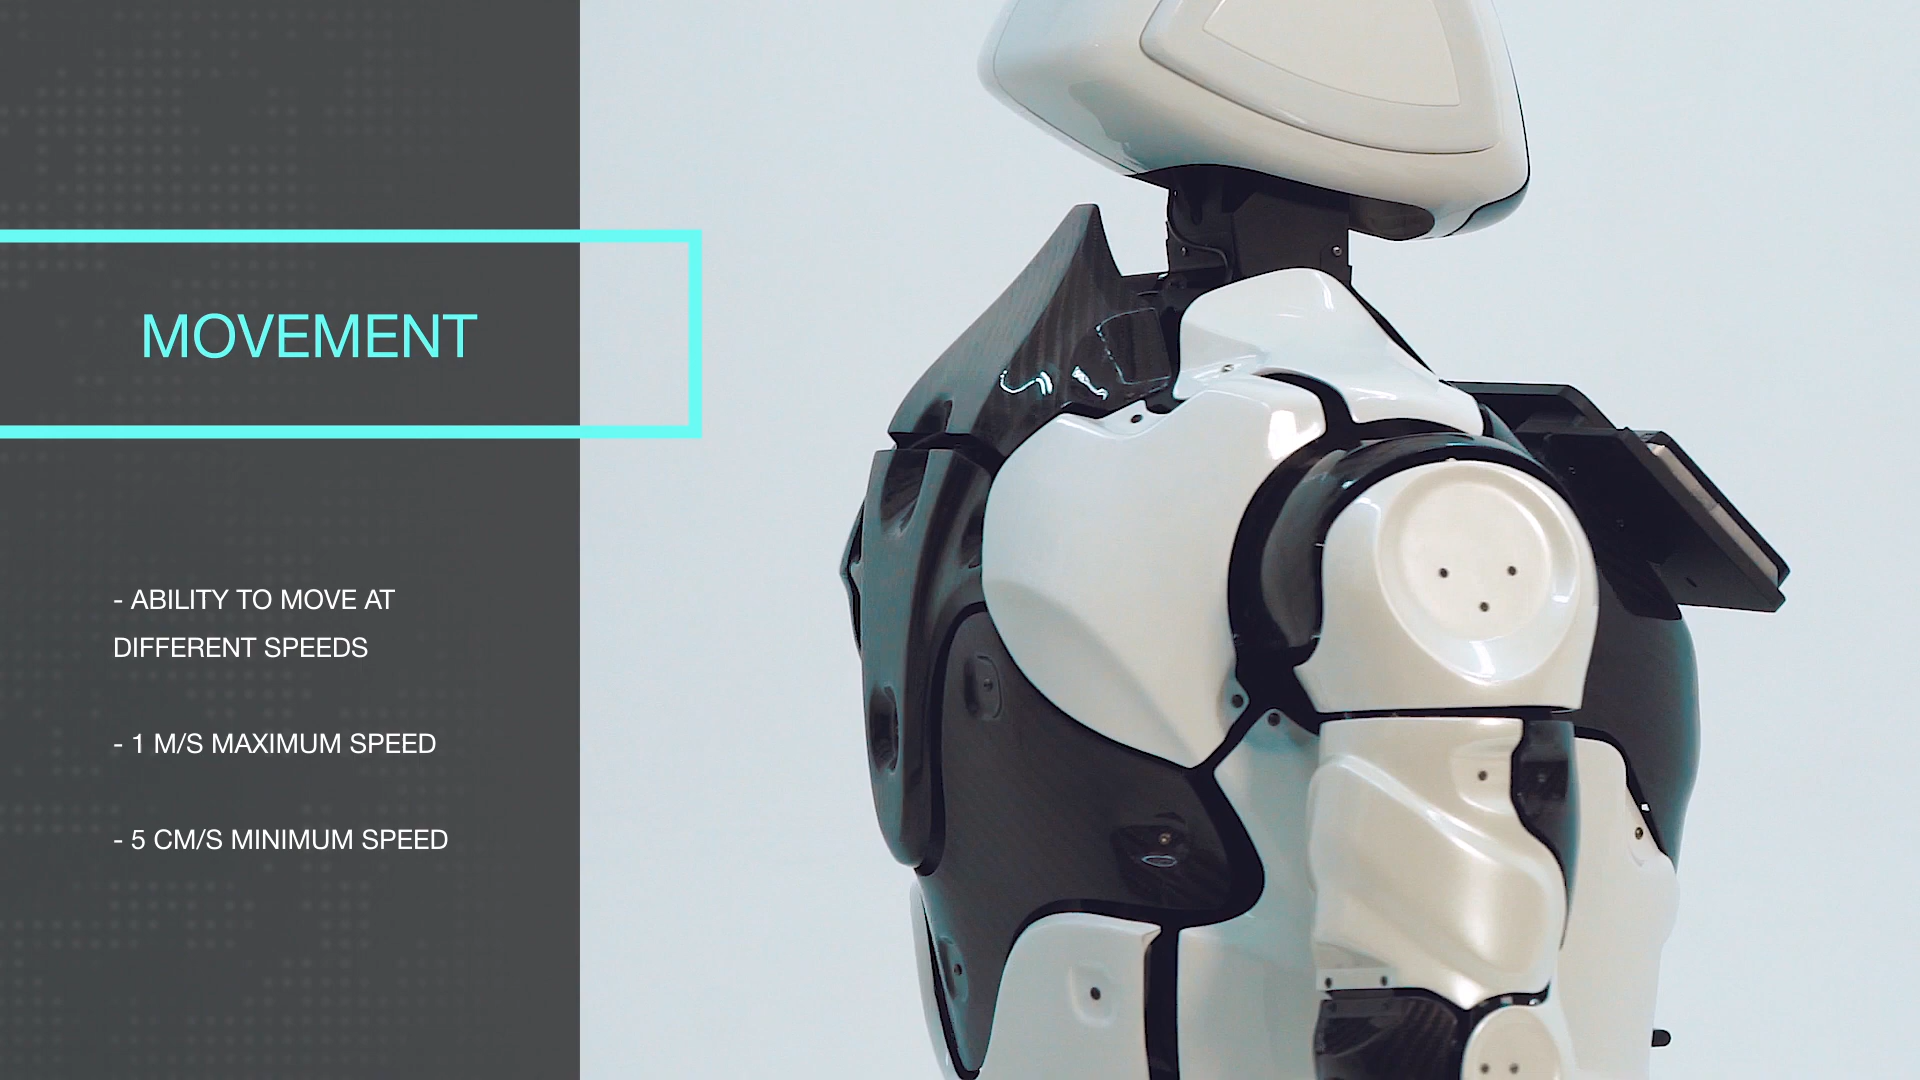 MOVEMENT
- ABILITY TO MOVE AT
DIFFERENT SPEEDS
- 1 M/S MAXIMUM SPEED
- 5 CM/S MINIMUM SPEED